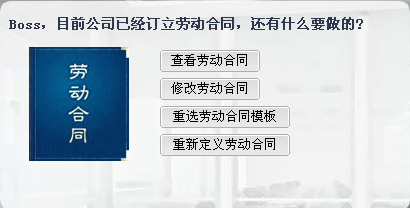 Boss，目前公司已经订立劳动合同，还有什么要做的?
劳动合同
查看劳动合同
修改劳动合同
重选劳动合同模板
重新定义劳动合同